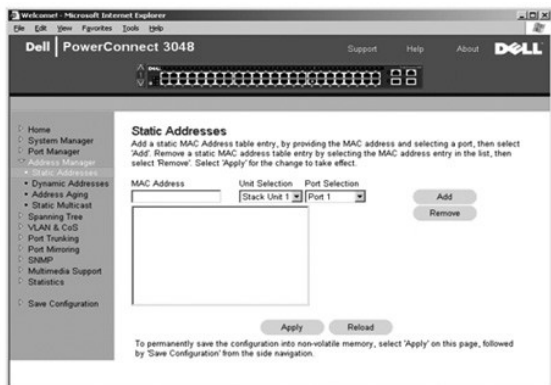 Welcome! - Microsoft Internet Explorer
File Edit View Favorites Tools Help
Dell | PowerConnect 3048
Support Help About DELL
Home
System Manager
Port Manager
Address Manager
Static Addresses
Dynamic Addresses
Address Aging
Static Multicast
Spanning Tree
VLAN & CoS
Port Trunking
Port Mirroring
SNMP
Multimedia Support
Statistics
Save Configuration
Static Addresses
Add a static MAC Address table entry, by providing the MAC address and selecting a port, then select
'Add'. Remove a static MAC address table entry by selecting the MAC address entry in the list, then
select 'Remove'. Select 'Apply' for the change to take effect.
MAC Address Unit Selection Port Selection
Stack Unit 1 Port 1
Add
Remove
Apply Reload
To permanently save the configuration into non-volatile memory, select 'Apply' on this page, followed
by 'Save Configuration' from the side navigation.